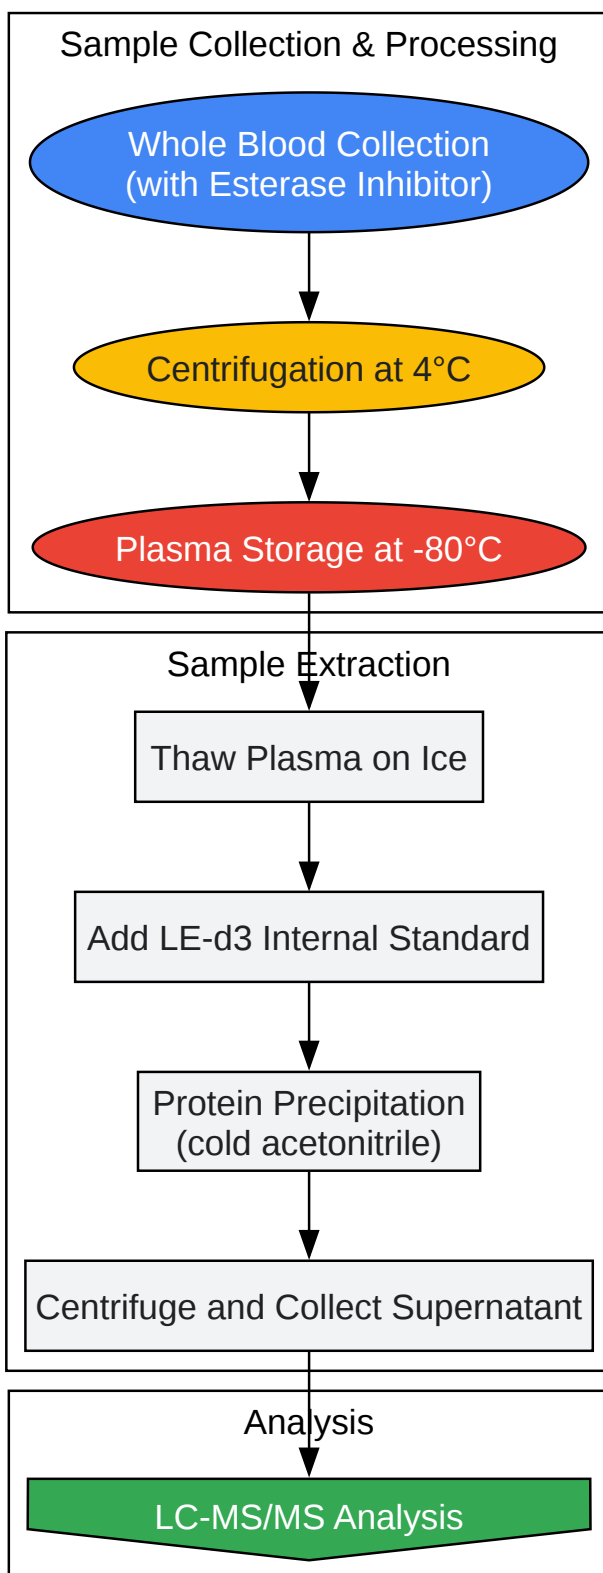 Sample Collection & Processing
Whole Blood Collection
(with Esterase Inhibitor)
Centrifugation at 4°C
Plasma Storage at -80°C
Sample Extraction
Thaw Plasma on Ice
Add LE-d3 Internal Standard
Protein Precipitation
(cold acetonitrile)
Centrifuge and Collect Supernatant
Analysis
LC-MS/MS Analysis